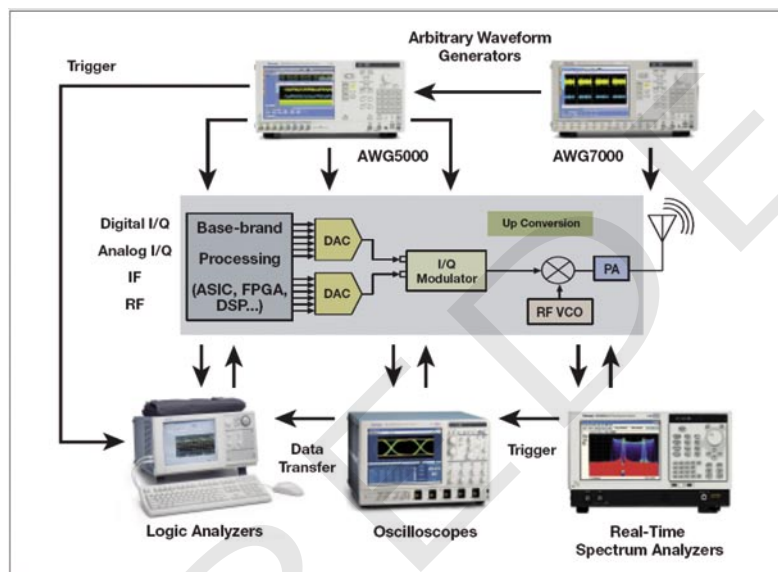 Arbitrary Waveform
Generators
Trigger
AWG5000
AWG7000
Digital I/Q
Analog I/Q
IF
RF
Base-brand
Processing
(ASIC, FPGA,
DSP...)
DAC
DAC
I/Q
Modulator
Up Conversion
RF VCO
PA
Data
Transfer
Trigger
Logic Analyzers
Oscilloscopes
Real-Time
Spectrum Analyzers